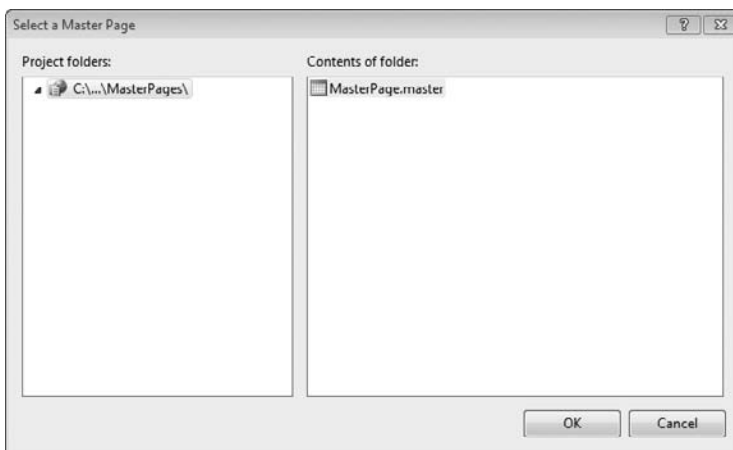 Select a Master Page
Project folders:
Contents of folder:
C:\...\MasterPages\
MasterPage.master
OK
Cancel